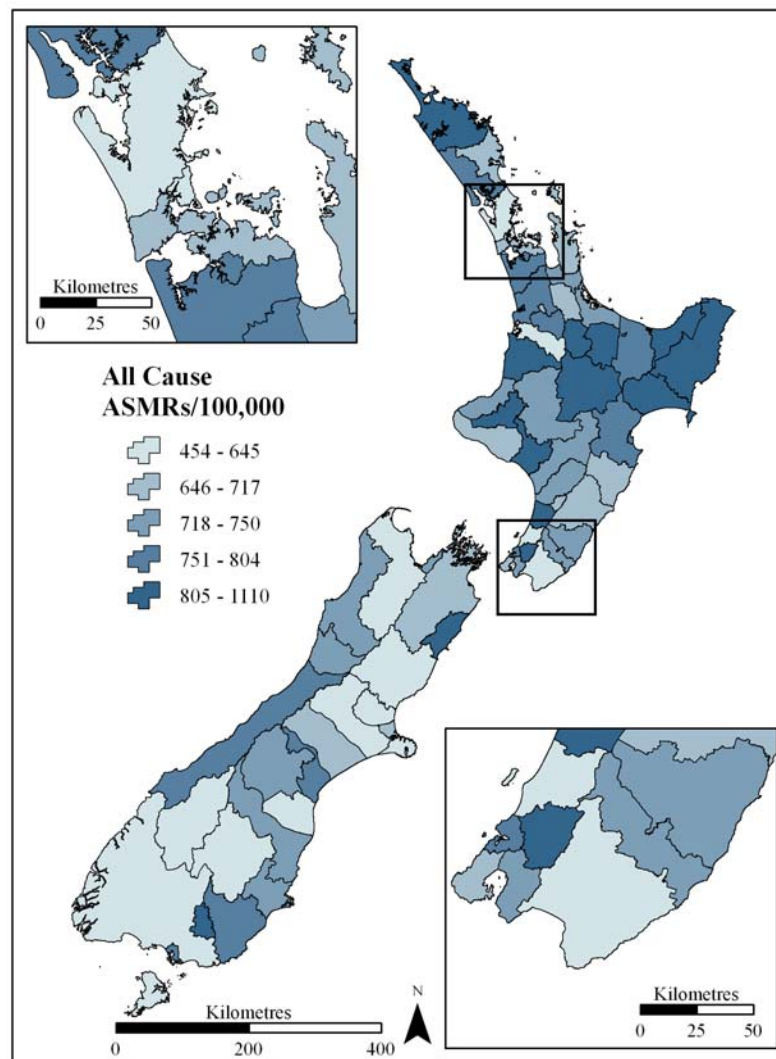 Kilometres
0 25 50
All Cause
ASMRs/100,000
454 - 645
646 - 717
718 - 750
751 - 804
805 - 1110
N
Kilometres
0 200 400
Kilometres
0 25 50